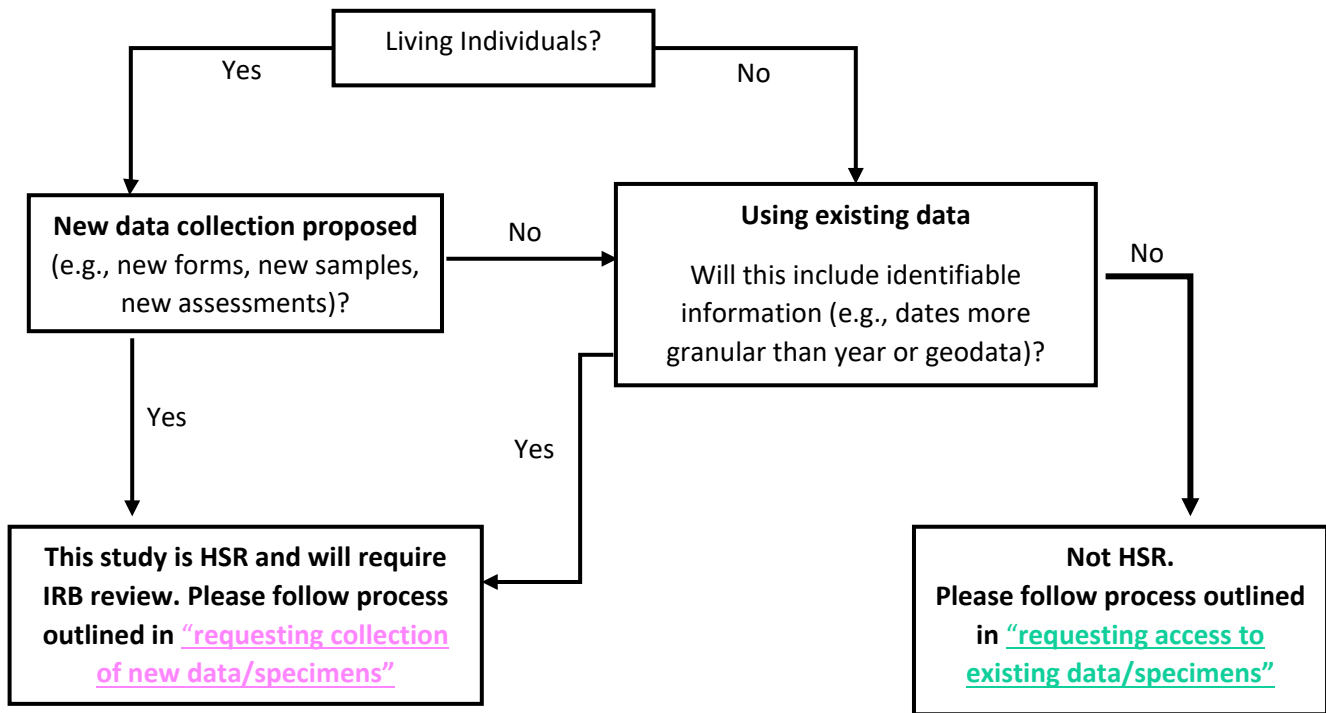 Living Individuals?
Yes
No
New data collection proposed
(e.g., new forms, new samples,
new assessments)?
No
Using existing data
Will this include identifiable
information (e.g., dates more
granular than year or geodata)?
No
Yes
Yes
This study is HSR and will require
IRB review. Please follow process
outlined in “requesting collection
of new data/specimens”
Not HSR.
Please follow process outlined
in “requesting access to
existing data/specimens”